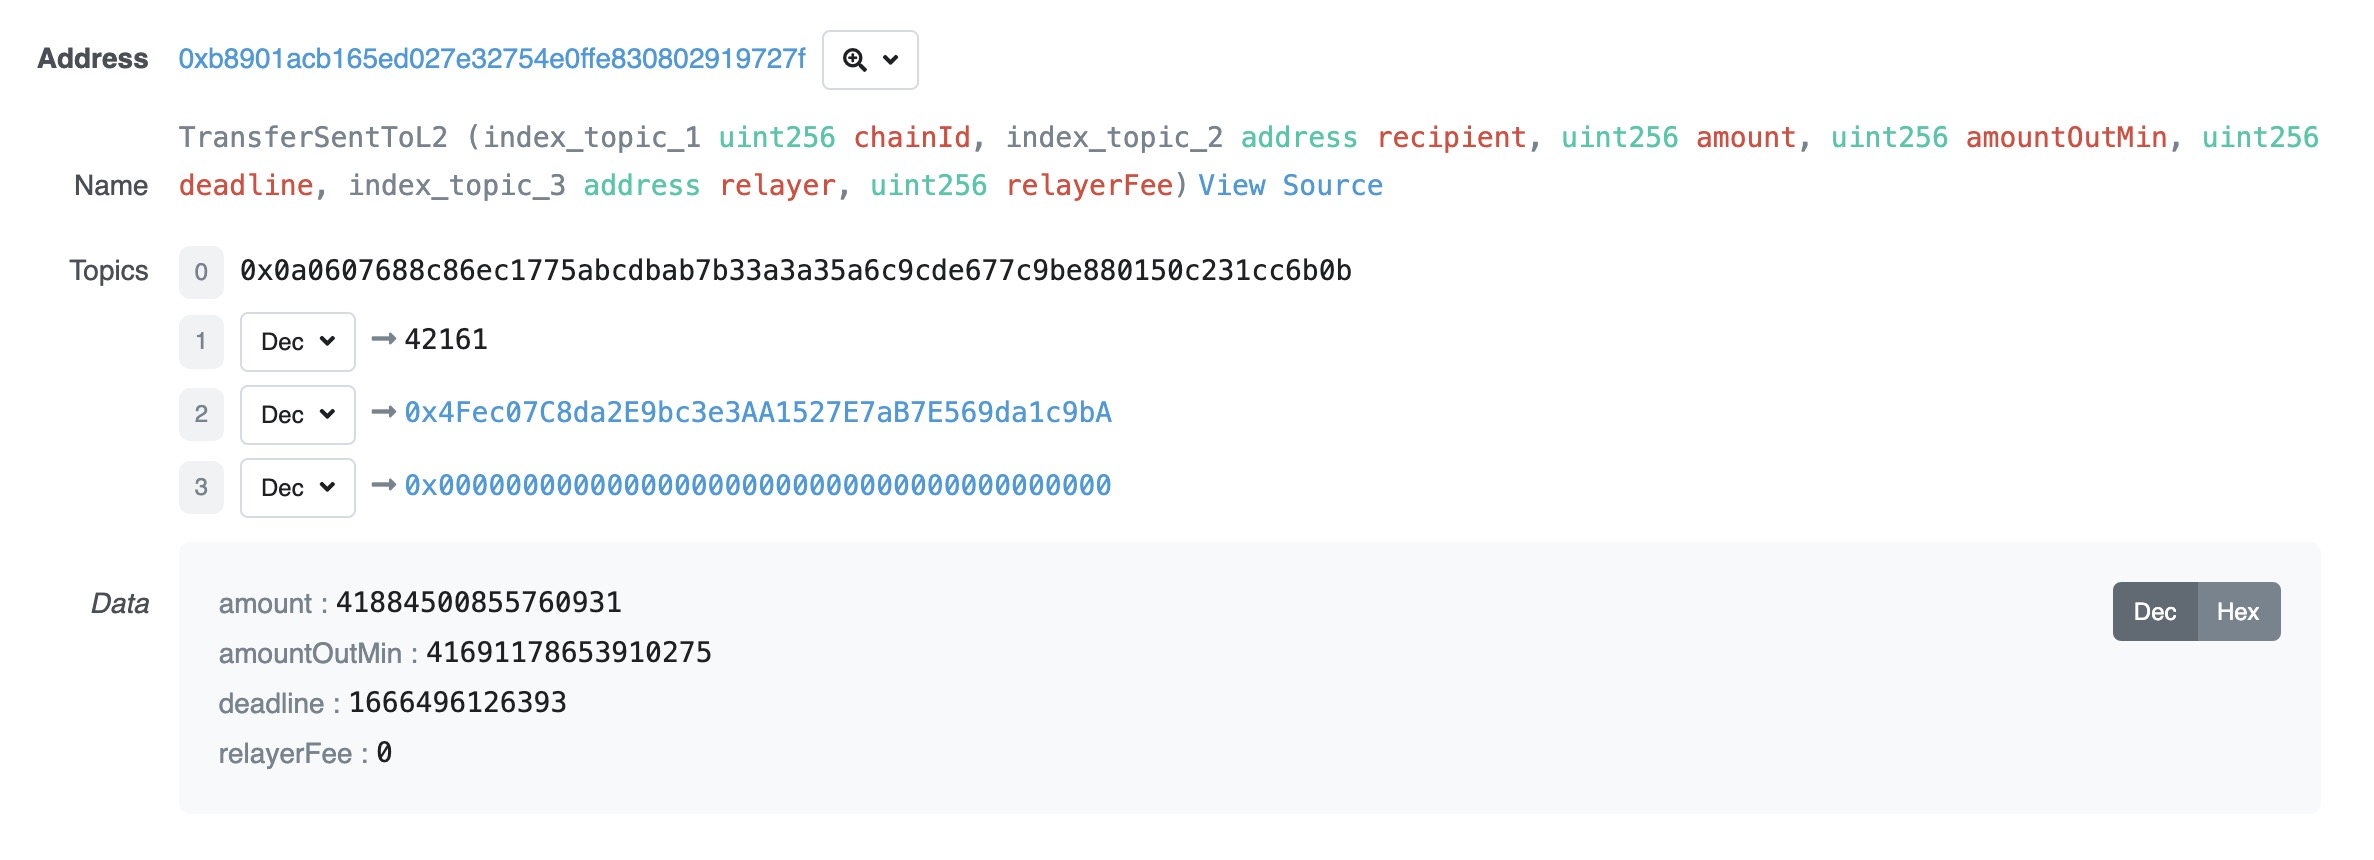 Address 0xb8901acb165ed027e32754e0ffe830802919727f
TransferSentToL2 (index_topic_1 uint256 chainId, index_topic_2 address recipient, uint256 amount, uint256 amountOutMin, uint256
Name deadline, index_topic_3 address relayer, uint256 relayerFee) View Source
Topics 0 0x0a0607688c86ec1775abcdbab7b33a3a35a6c9cde677c9be880150c231cc6b0b
1 Dec → 42161
2 Dec → 0x4Fec07C8da2E9bc3e3AA1527E7aB7E569da1c9bA
3 Dec → 0x0000000000000000000000000000000000000000
Data amount : 41884500855760931 Dec Hex
amountOutMin : 41691178653910275
deadline : 1666496126393
relayerFee : 0